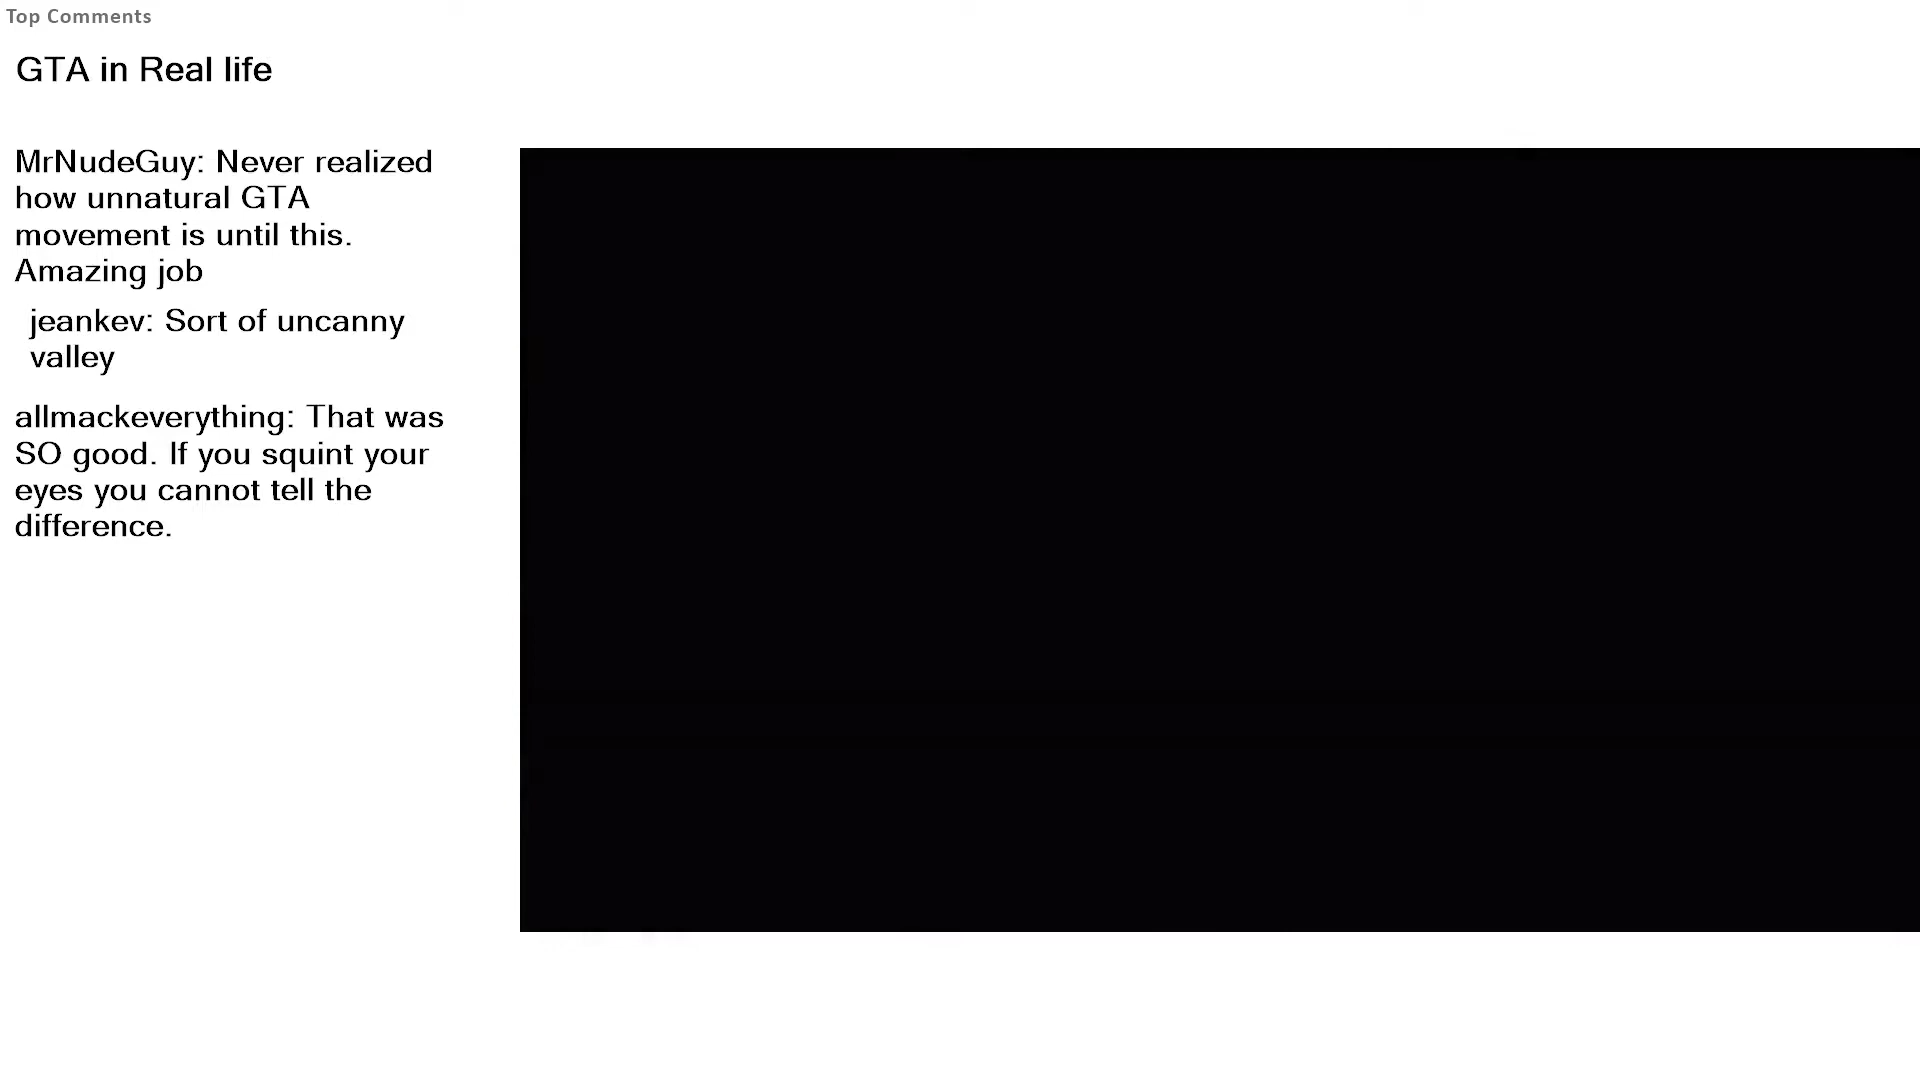 Top Comments
GTA in Real life
MrNudeGuy: Never realized
how unnatural GTA
movement is until this.
Amazing job
jeankev: Sort of uncanny
valley
allmackeverything: That was
SO good. If you squint your
eyes you cannot tell the
difference.